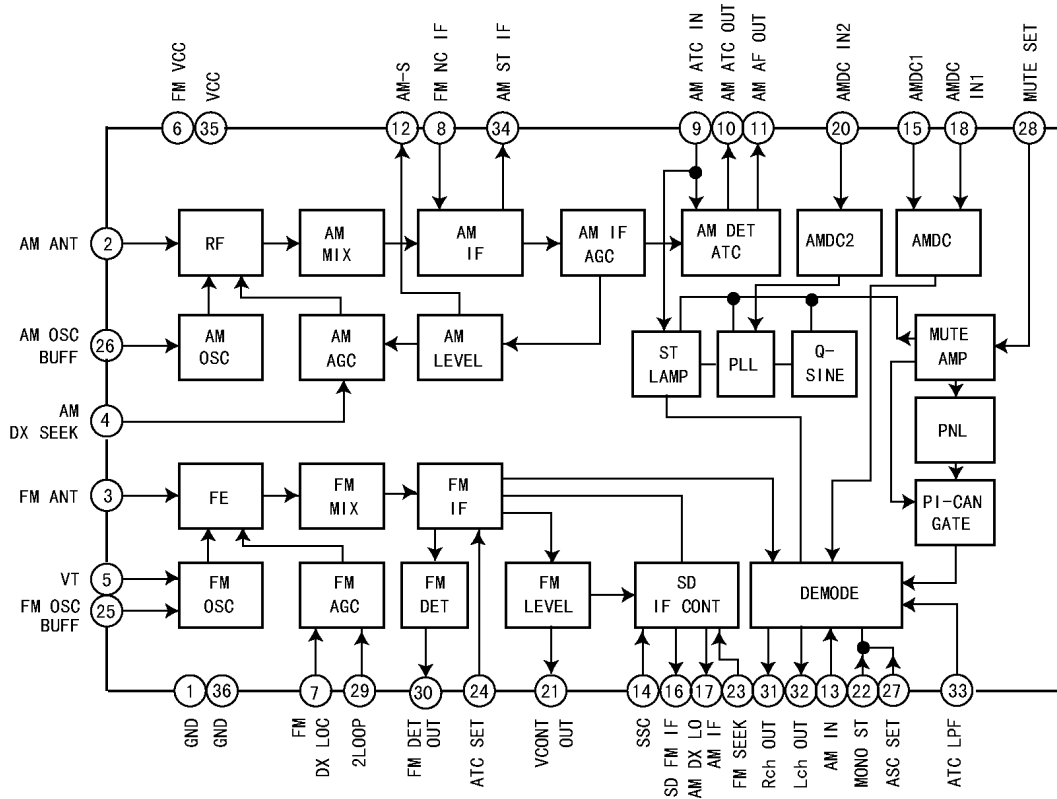 FM VCC
VCC
AM-S
FM NC IF
AM ST IF
AM ATC IN
AM ATC OUT
AM AF OUT
AMDC IN2
AMDC1
AMDC
IN1
MUTE SET
6
35
12
8
34
9
10
11
20
15
18
28
AM ANT
2
RF
AM
MIX
AM
IF
AM IF
AGC
AM DET
ATC
AMDC2
AMDC
AM OSC
BUFF
26
AM
OSC
AM
AGC
AM
LEVEL
ST
LAMP
PLL
Q-
SINE
MUTE
AMP
AM
DX SEEK
4
PNL
FM ANT
3
FE
FM
MIX
FM
IF
PI-CAN
GATE
VT
5
FM OSC
BUFF
25
FM
OSC
FM
AGC
FM
DET
FM
LEVEL
SD
IF CONT
DEMODE
1
36
7
29
30
24
21
14
16
17
23
31
32
13
22
27
33
GND
GND
FM
DX LOC
2LOOP
FM DET
OUT
ATC SET
VCONT
OUT
SSC
SD FM IF
AM DX LO
AM IF
FM SEEK
Rch OUT
Lch OUT
AM IN
MONO ST
ASC SET
ATC LPF